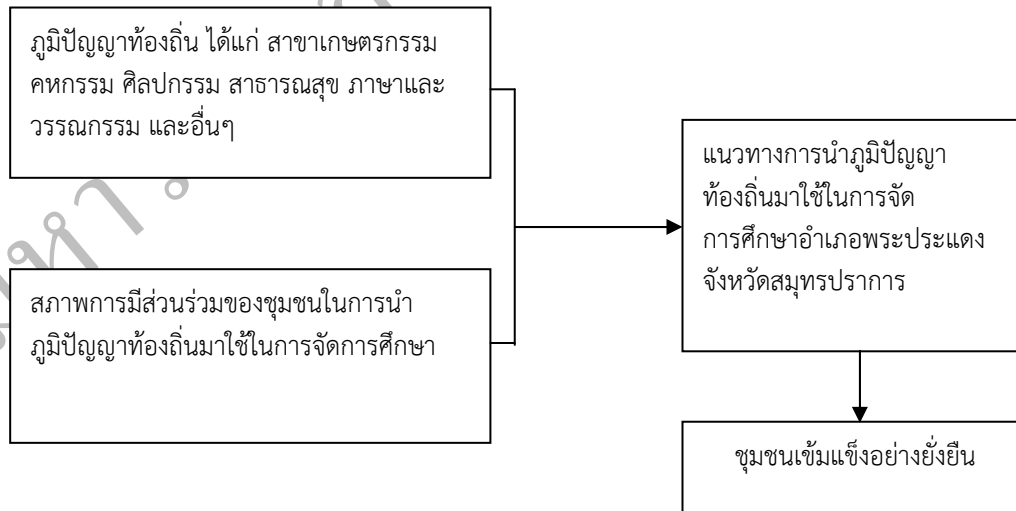 ภูมิปัญญาท้องถิ่น ได้แก่ สาขาเกษตรกรรม
คหกรรม ศิลปกรรม สาธารณสุข ภาษาและ
วรรณกรรม และอื่นๆ
สภาพการมีส่วนร่วมของชุมชนในการนำ
ภูมิปัญญาท้องถิ่นมาใช้ในการจัดการศึกษา
แนวทางการนำภูมิปัญญา
ท้องถิ่นมาใช้ในการจัด
การศึกษาอำเภอพระประแดง
จังหวัดสมุทรปราการ
ชุมชนเข้มแข็งอย่างยั่งยืน